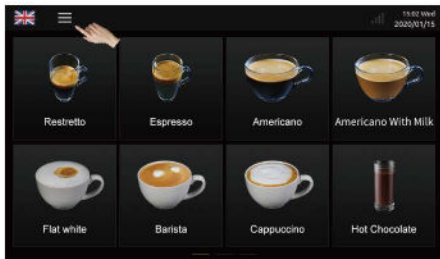 15:02 Wed
2020/01/15
Restretto
Espresso
Americano
Americano With Milk
Flat white
Barista
Cappuccino
Hot Chocolate